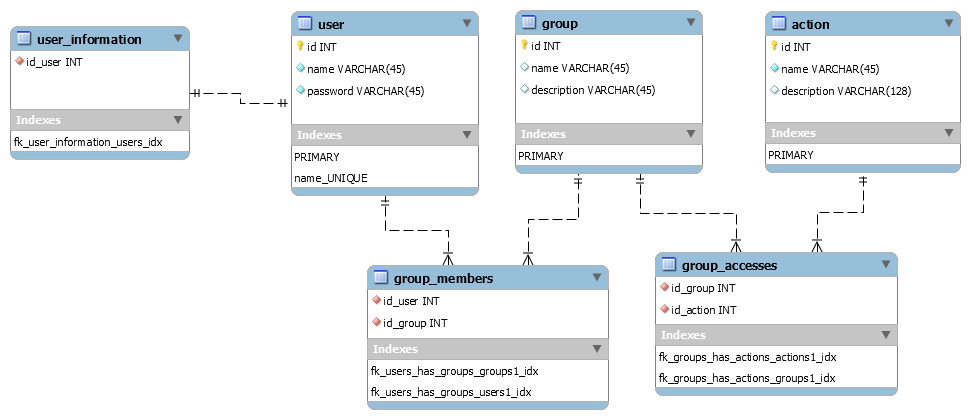 user_information
id_user INT
Indexes
fk_user_information_users_idx
user
id INT
name VARCHAR(45)
password VARCHAR(45)
Indexes
PRIMARY
name_UNIQUE
group
id INT
name VARCHAR(45)
description VARCHAR(45)
Indexes
PRIMARY
action
id INT
name VARCHAR(45)
description VARCHAR(128)
Indexes
PRIMARY
group_members
id_user INT
id_group INT
Indexes
fk_users_has_groups_groups1_idx
fk_users_has_groups_users1_idx
group_accesses
id_group INT
id_action INT
Indexes
fk_groups_has_actions_actions1_idx
fk_groups_has_actions_groups1_idx